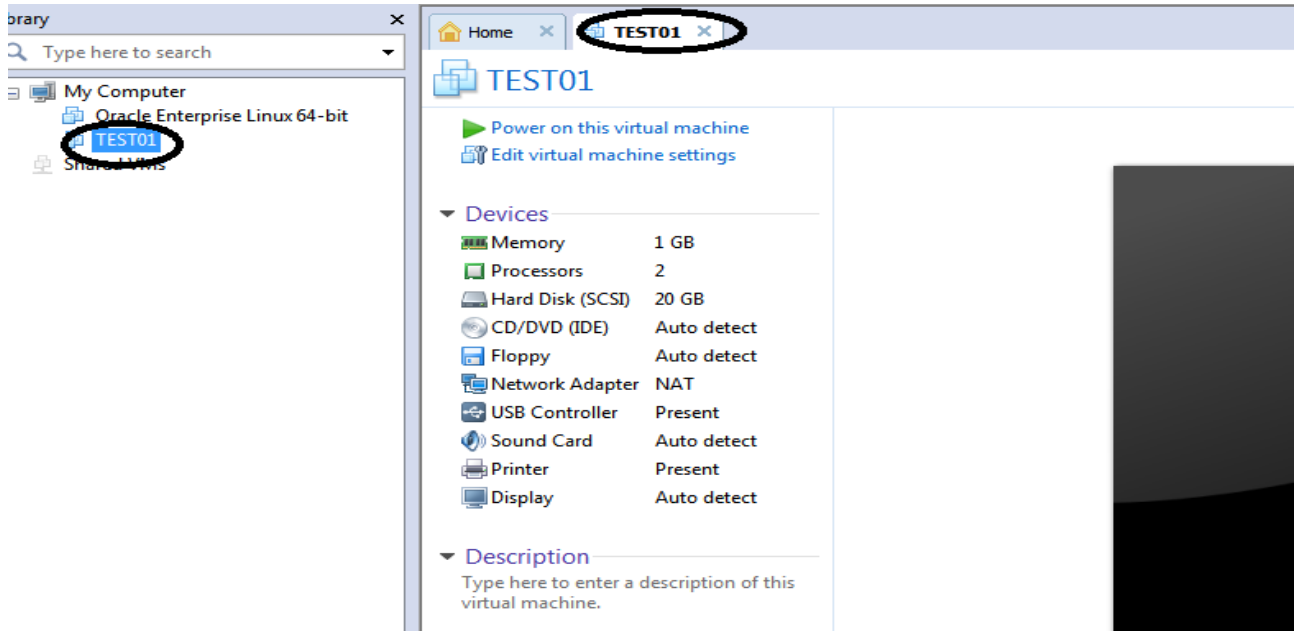 brary
Type here to search
My Computer
Oracle Enterprise Linux 64-bit
TEST01
Shared VMs
Home
TEST01
TEST01
Power on this virtual machine
Edit virtual machine settings
Devices
Memory 1 GB
Processors 2
Hard Disk (SCSI) 20 GB
CD/DVD (IDE) Auto detect
Floppy Auto detect
Network Adapter NAT
USB Controller Present
Sound Card Auto detect
Printer Present
Display Auto detect
Description
Type here to enter a description of this
virtual machine.